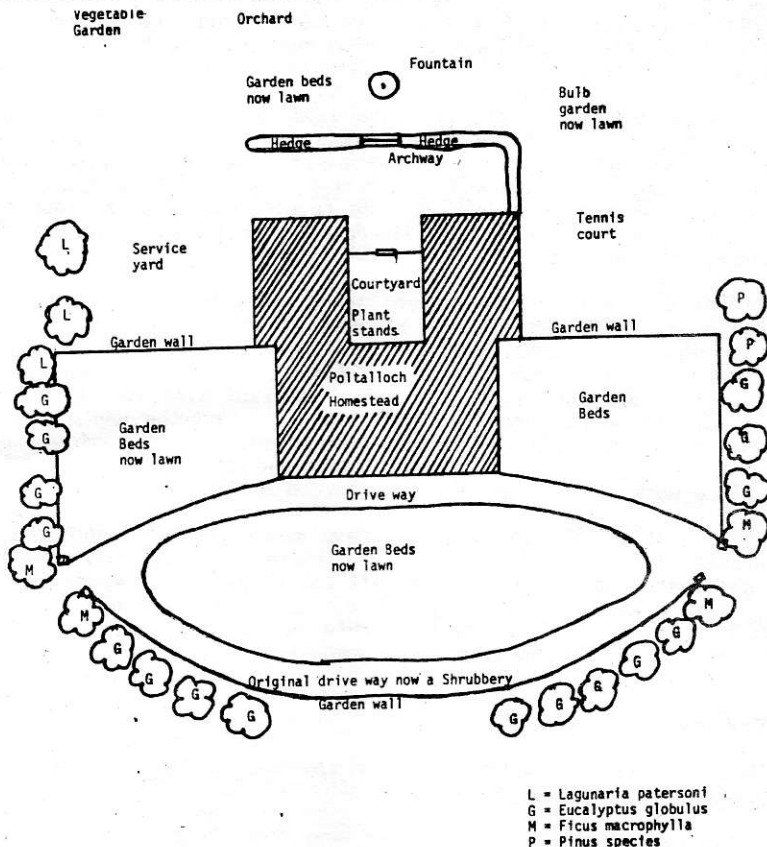 Vegetable
Garden
Orchard
Fountain
Garden beds
now lawn
Bulb
garden
now lawn
Hedge
Hedge
Archway
Tennis
court
L
Service
yard
Courtyard
Plant
stands
P
L
Garden wall
Garden wall
P
L
G
G
G
G
G
G
G
M
M
Poltalloch
Homestead
Garden
Beds
now lawn
Garden
Beds
Drive way
Garden Beds
now lawn
M
G
G
G
G
Original drive way now a Shrubbery
Garden wall
G
G
G
G
G
M
L = Lagunaria patersoni
G = Eucalyptus globulus
M = Ficus macrophylla
P = Pinus species